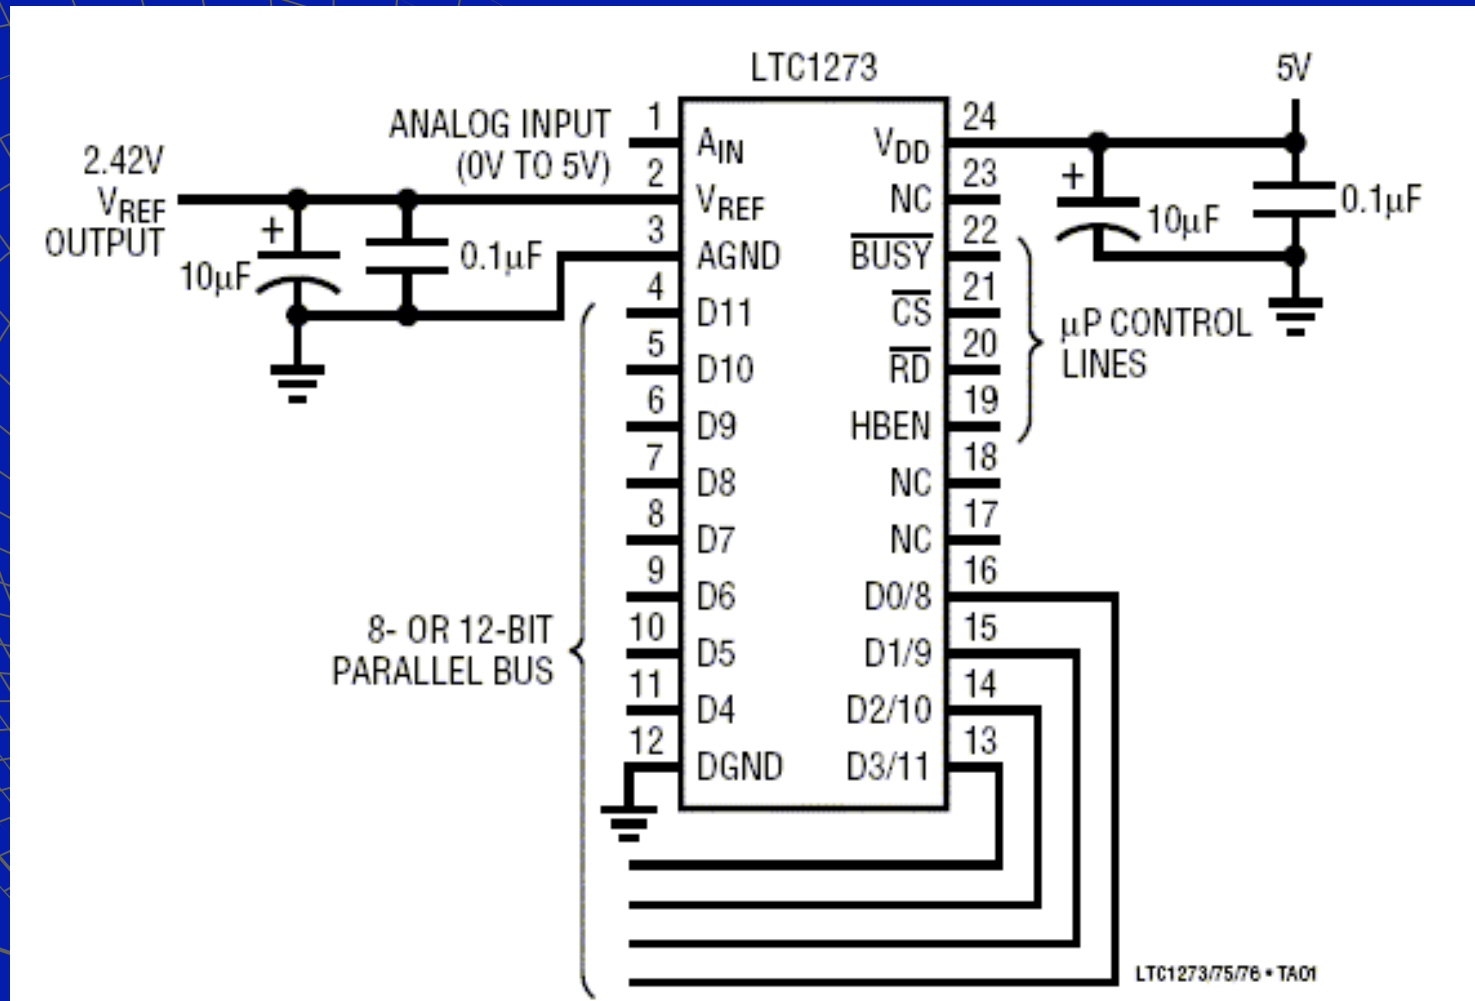 LTC1273
5V
ANALOG INPUT
(0V TO 5V)
2.42V
VREF
OUTPUT
10μF
0.1μF
1
2
3
4
5
6
7
8
9
10
11
12
AIN
VREF
AGND
D11
D10
D9
D8
D7
D6
D5
D4
DGND
VDD
NC
BUSY
CS
RD
HBEN
NC
NC
D0/8
D1/9
D2/10
D3/11
24
23
22
21
20
19
18
17
16
15
14
13
+
+
10μF
0.1μF
μP CONTROL
LINES
8- OR 12-BIT
PARALLEL BUS
LTC1273/75/76 • TA01